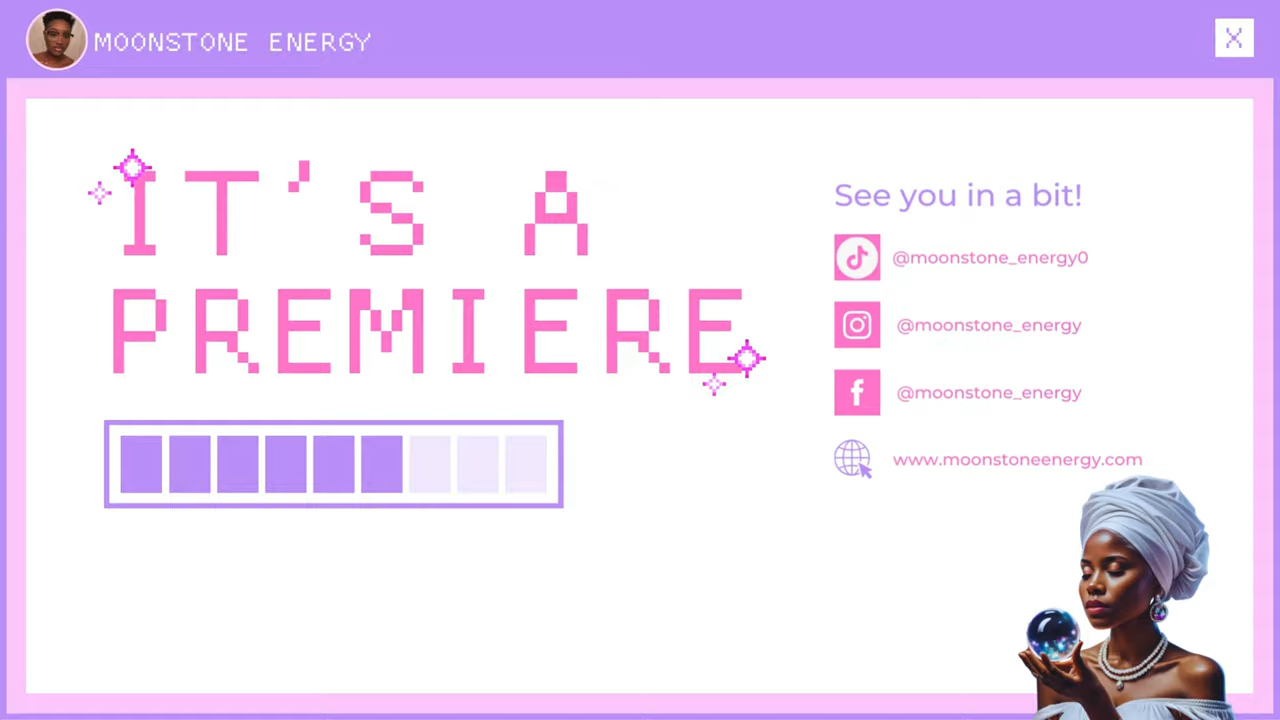 MOONSTONE ENERGY
X
IT'S A
PREMIERE
See you in a bit!
@moonstone_energy0
@moonstone_energy
@moonstone_energy
www.moonstoneenergy.com